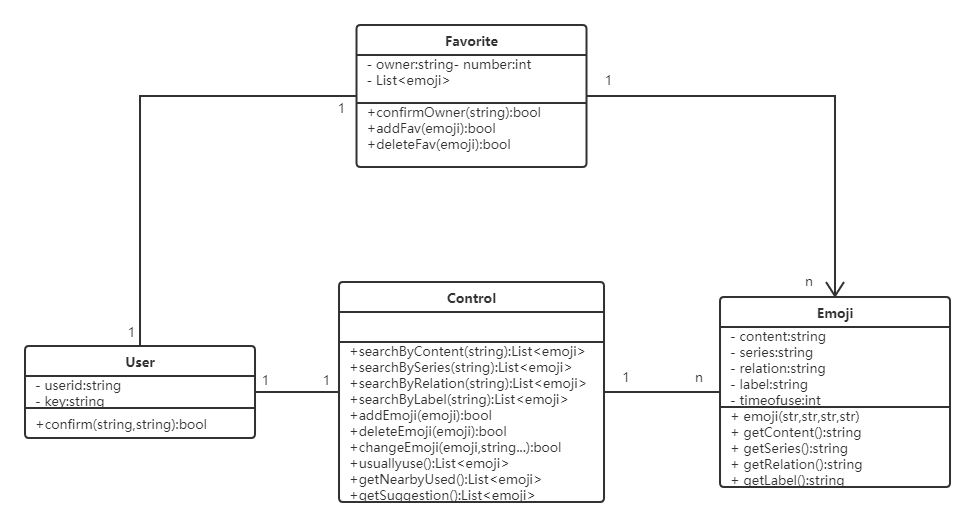 Favorite
- owner:string- number:int
- List<emoji>
+confirmOwner(string):bool
+addFav(emoji):bool
+deleteFav(emoji):bool
1
1
1
n
Control
+searchByContent(string):List<emoji>
+searchBySeries(string):List<emoji>
+searchByRelation(string):List<emoji>
+searchByLabel(string):List<emoji>
+addEmoji(emoji):bool
+deleteEmoji(emoji):bool
+changeEmoji(emoji,string...):bool
+usuallyuse():List<emoji>
+getNearbyUsed():List<emoji>
+getSuggestion():List<emoji>
User
- userid:string
- key:string
+confirm(string,string):bool
1
1
1
n
Emoji
- content:string
- series:string
- relation:string
- label:string
- timeofuse:int
+ emoji(str,str,str,str)
+ getContent():string
+ getSeries():string
+ getRelation():string
+ getLabel():string